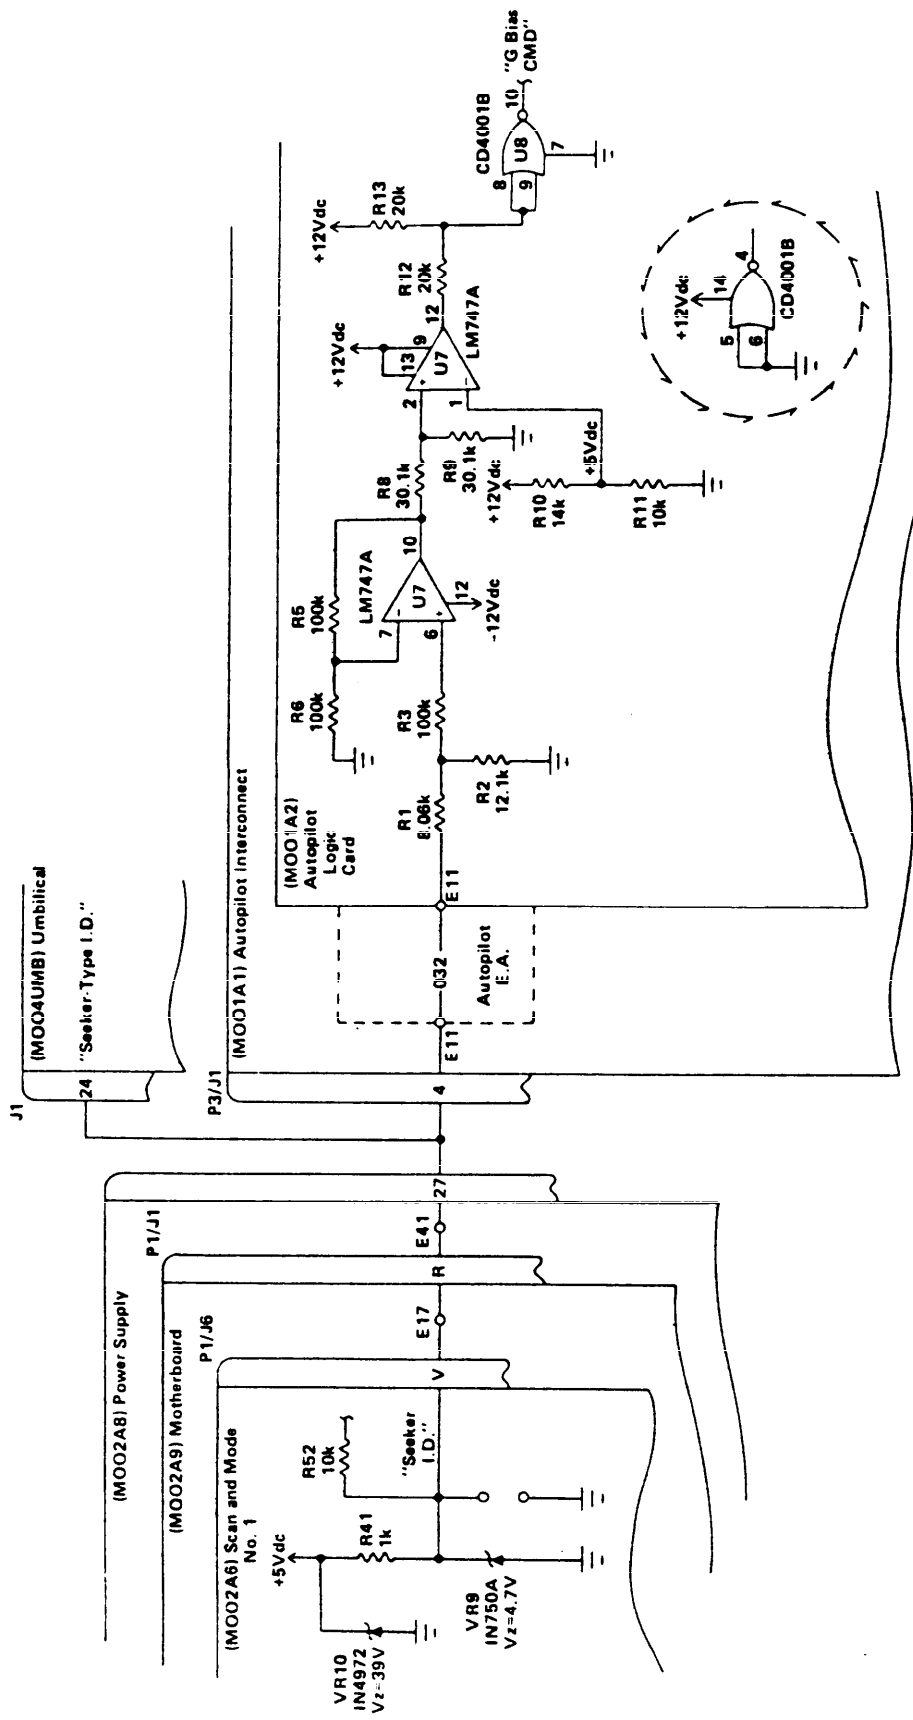 J1
(MOO4UMB) Umbilical
24
"Seeker-Type I.D."
(MOO2A8) Power Supply
P1/J1
27
E41
(MOO2A9) Motherboard
P1/J6
R
E17
(MOO2A6) Scan and Mode
No. 1
V
+5Vdc
R41
1k
R52
10k
"Seeker
I.D."
VR10
IN4972
Vz=39V
VR9
IN750A
Vz=4.7V
P3/J1
(MOO1A1) Autopilot Interconnect
4
E11
032
E11
Autopilot
E.A.
(MOO1A2)
Autopilot
Logic
Card
R1
8.06k
R2
12.1k
R3
100k
R6
100k
R5
100k
7
6
U7
LM747A
10
12
-12Vdc
R8
30.1k
R9
30.1k
+12Vdc
R10
14k
+5Vdc
R11
10k
+12Vdc
2
1
13
9
U7
12
LM747A
R12
20k
+12Vdc
R13
20k
CD4001B
8
9
U8
10
7
"G Bias
CMD"
+12Vdc
14
5
6
4
CD4001B